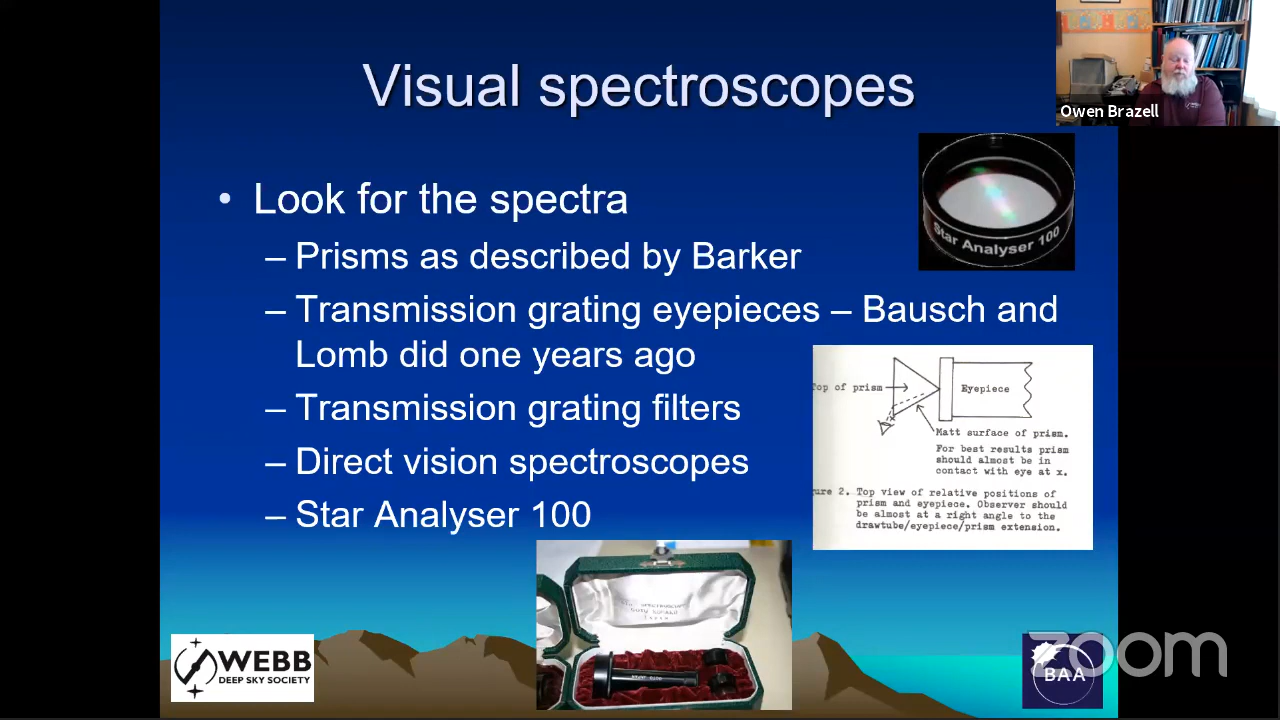 Visual spectroscopes
Owen Brazell
Star Analyser 100
• Look for the spectra
– Prisms as described by Barker
– Transmission grating eyepieces – Bausch and
Lomb did one years ago
– Transmission grating filters
– Direct vision spectroscopes
– Star Analyser 100
Top of prism
Eyepiece
Matt surface of prism.
For best results prism
should almost be in
contact with eye at x.
gure 2. Top view of relative positions of
prism and eyepiece. Observer should
be almost at a right angle to the
drawtube/eyepiece/prism extension.
WEBB
DEEP SKY SOCIETY
BAA
zoom